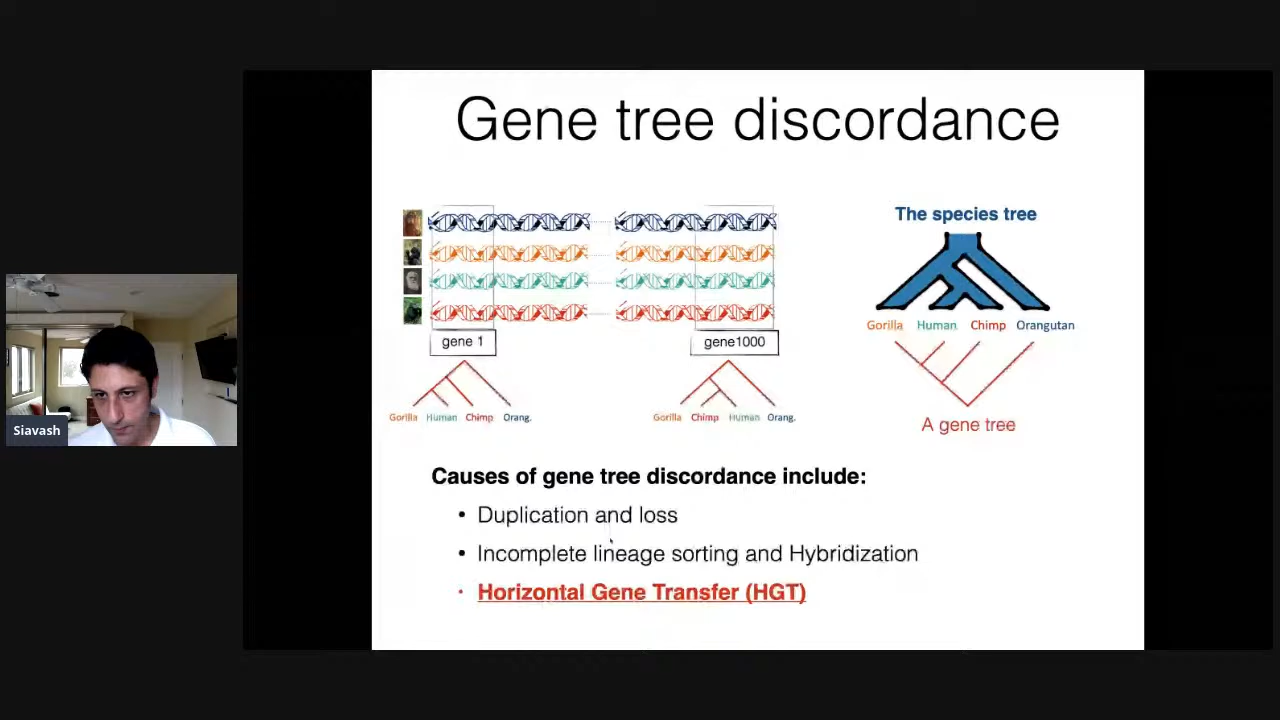 Gene tree discordance
The species tree
gene 1
gene1000
Gorilla Human Chimp Orang.
Gorilla Chimp Human Orang.
Gorilla Human Chimp Orangutan
A gene tree
Siavash
Causes of gene tree discordance include:
• Duplication and loss
• Incomplete lineage sorting and Hybridization
• Horizontal Gene Transfer (HGT)